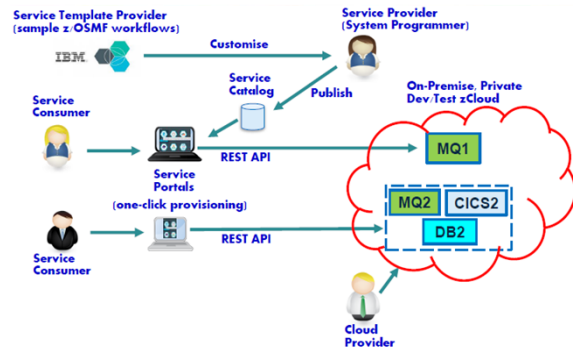 Service Template Provider
(sample z/OSMF workflows)
Service Provider
(System Programmer)
IBM.
Customise
Service
Catalog
Publish
On-Premise, Private
Dev/Test zCloud
Service
Consumer
REST API
MQ1
Service
Portals
(one-click provisioning)
MQ2
CICS2
DB2
REST API
Service
Consumer
Cloud
Provider